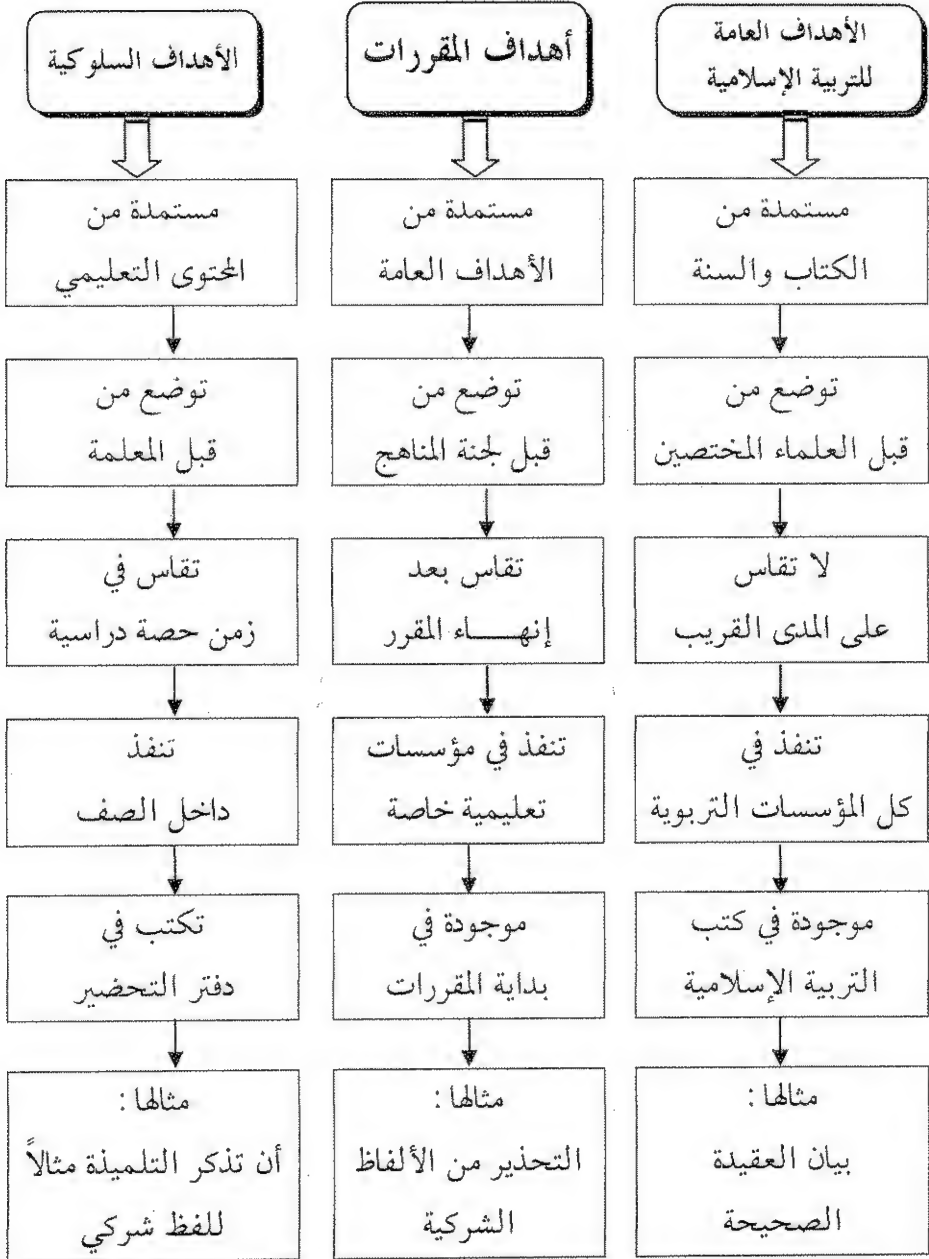 الأهداف العامة
للتربية الإسلامية
مستمدة من
الكتاب والسنة
توضع من
قبل العلماء المختصين
لا تقاس
على المدى القريب
تنفذ في
كل المؤسسات التربوية
موجودة في كتب
التربية الإسلامية
مثالها :
بيان العقيدة
الصحيحة
أهداف المقررات
مستمدة من
الأهداف العامة
توضع من
قبل لجنة المناهج
تقاس بعد
إنهـــــاء المقرر
تنفذ في مؤسسات
تعليمية خاصة
موجودة في
بداية المقررات
مثالها :
التحذير من الألفاظ
الشركية
الأهداف السلوكية
مستمدة من
المحتوى التعليمي
توضع من
قبل المعلمة
تقاس في
زمن حصة دراسية
تنفذ
داخل الصف
تكتب في
دفتر التحضير
مثالها :
أن تذكر التلميذة مثالاً
للفظ شركي